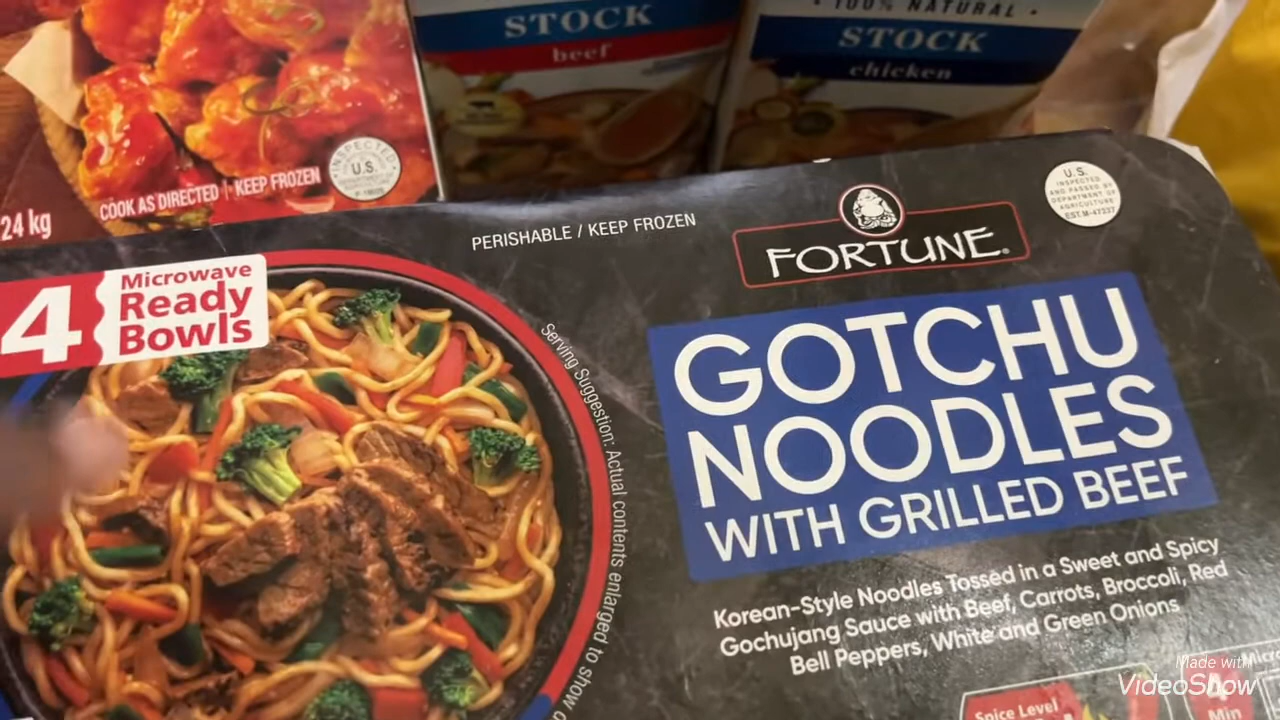 STOCK
beef
100% NATURAL
STOCK
chicken
INSPECTED
U.S.
COOK AS DIRECTED | KEEP FROZEN
24 kg
PERISHABLE / KEEP FROZEN
FORTUNE®
U.S.
INSPECTED
AND PASSED BY
DEPARTMENT OF
AGRICULTURE
EST. M-47237
4 Microwave
Ready
Bowls
Serving Suggestion: Actual contents enlarged to show
GOTCHU
NOODLES
WITH GRILLED BEEF
Korean-Style Noodles Tossed in a Sweet and Spicy
Gochujang Sauce with Beef, Carrots, Broccoli, Red
Bell Peppers, White and Green Onions
Spice Level
4
Min
Made with
VideoShow